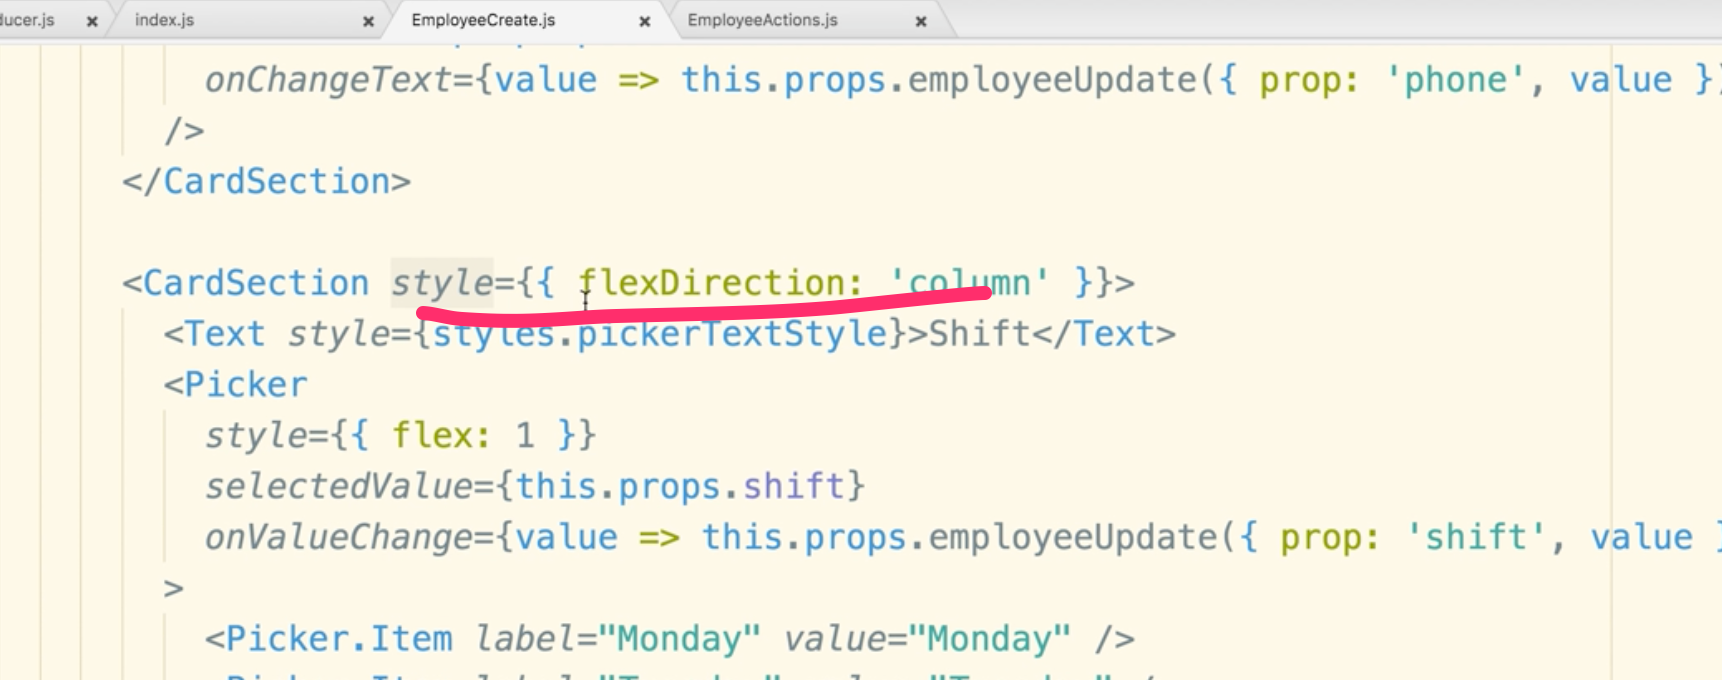 ducer.js × index.js × EmployeeCreate.js × EmployeeActions.js ×
onChangeText={value => this.props.employeeUpdate({ prop: 'phone', value })
/>
</CardSection>
<CardSection style={{ flexDirection: 'column' }}>
<Text style={styles.pickerTextStyle}>Shift</Text>
<Picker
style={{ flex: 1 }}
selectedValue={this.props.shift}
onValueChange={value => this.props.employeeUpdate({ prop: 'shift', value }
>
<Picker.Item label="Monday" value="Monday" />